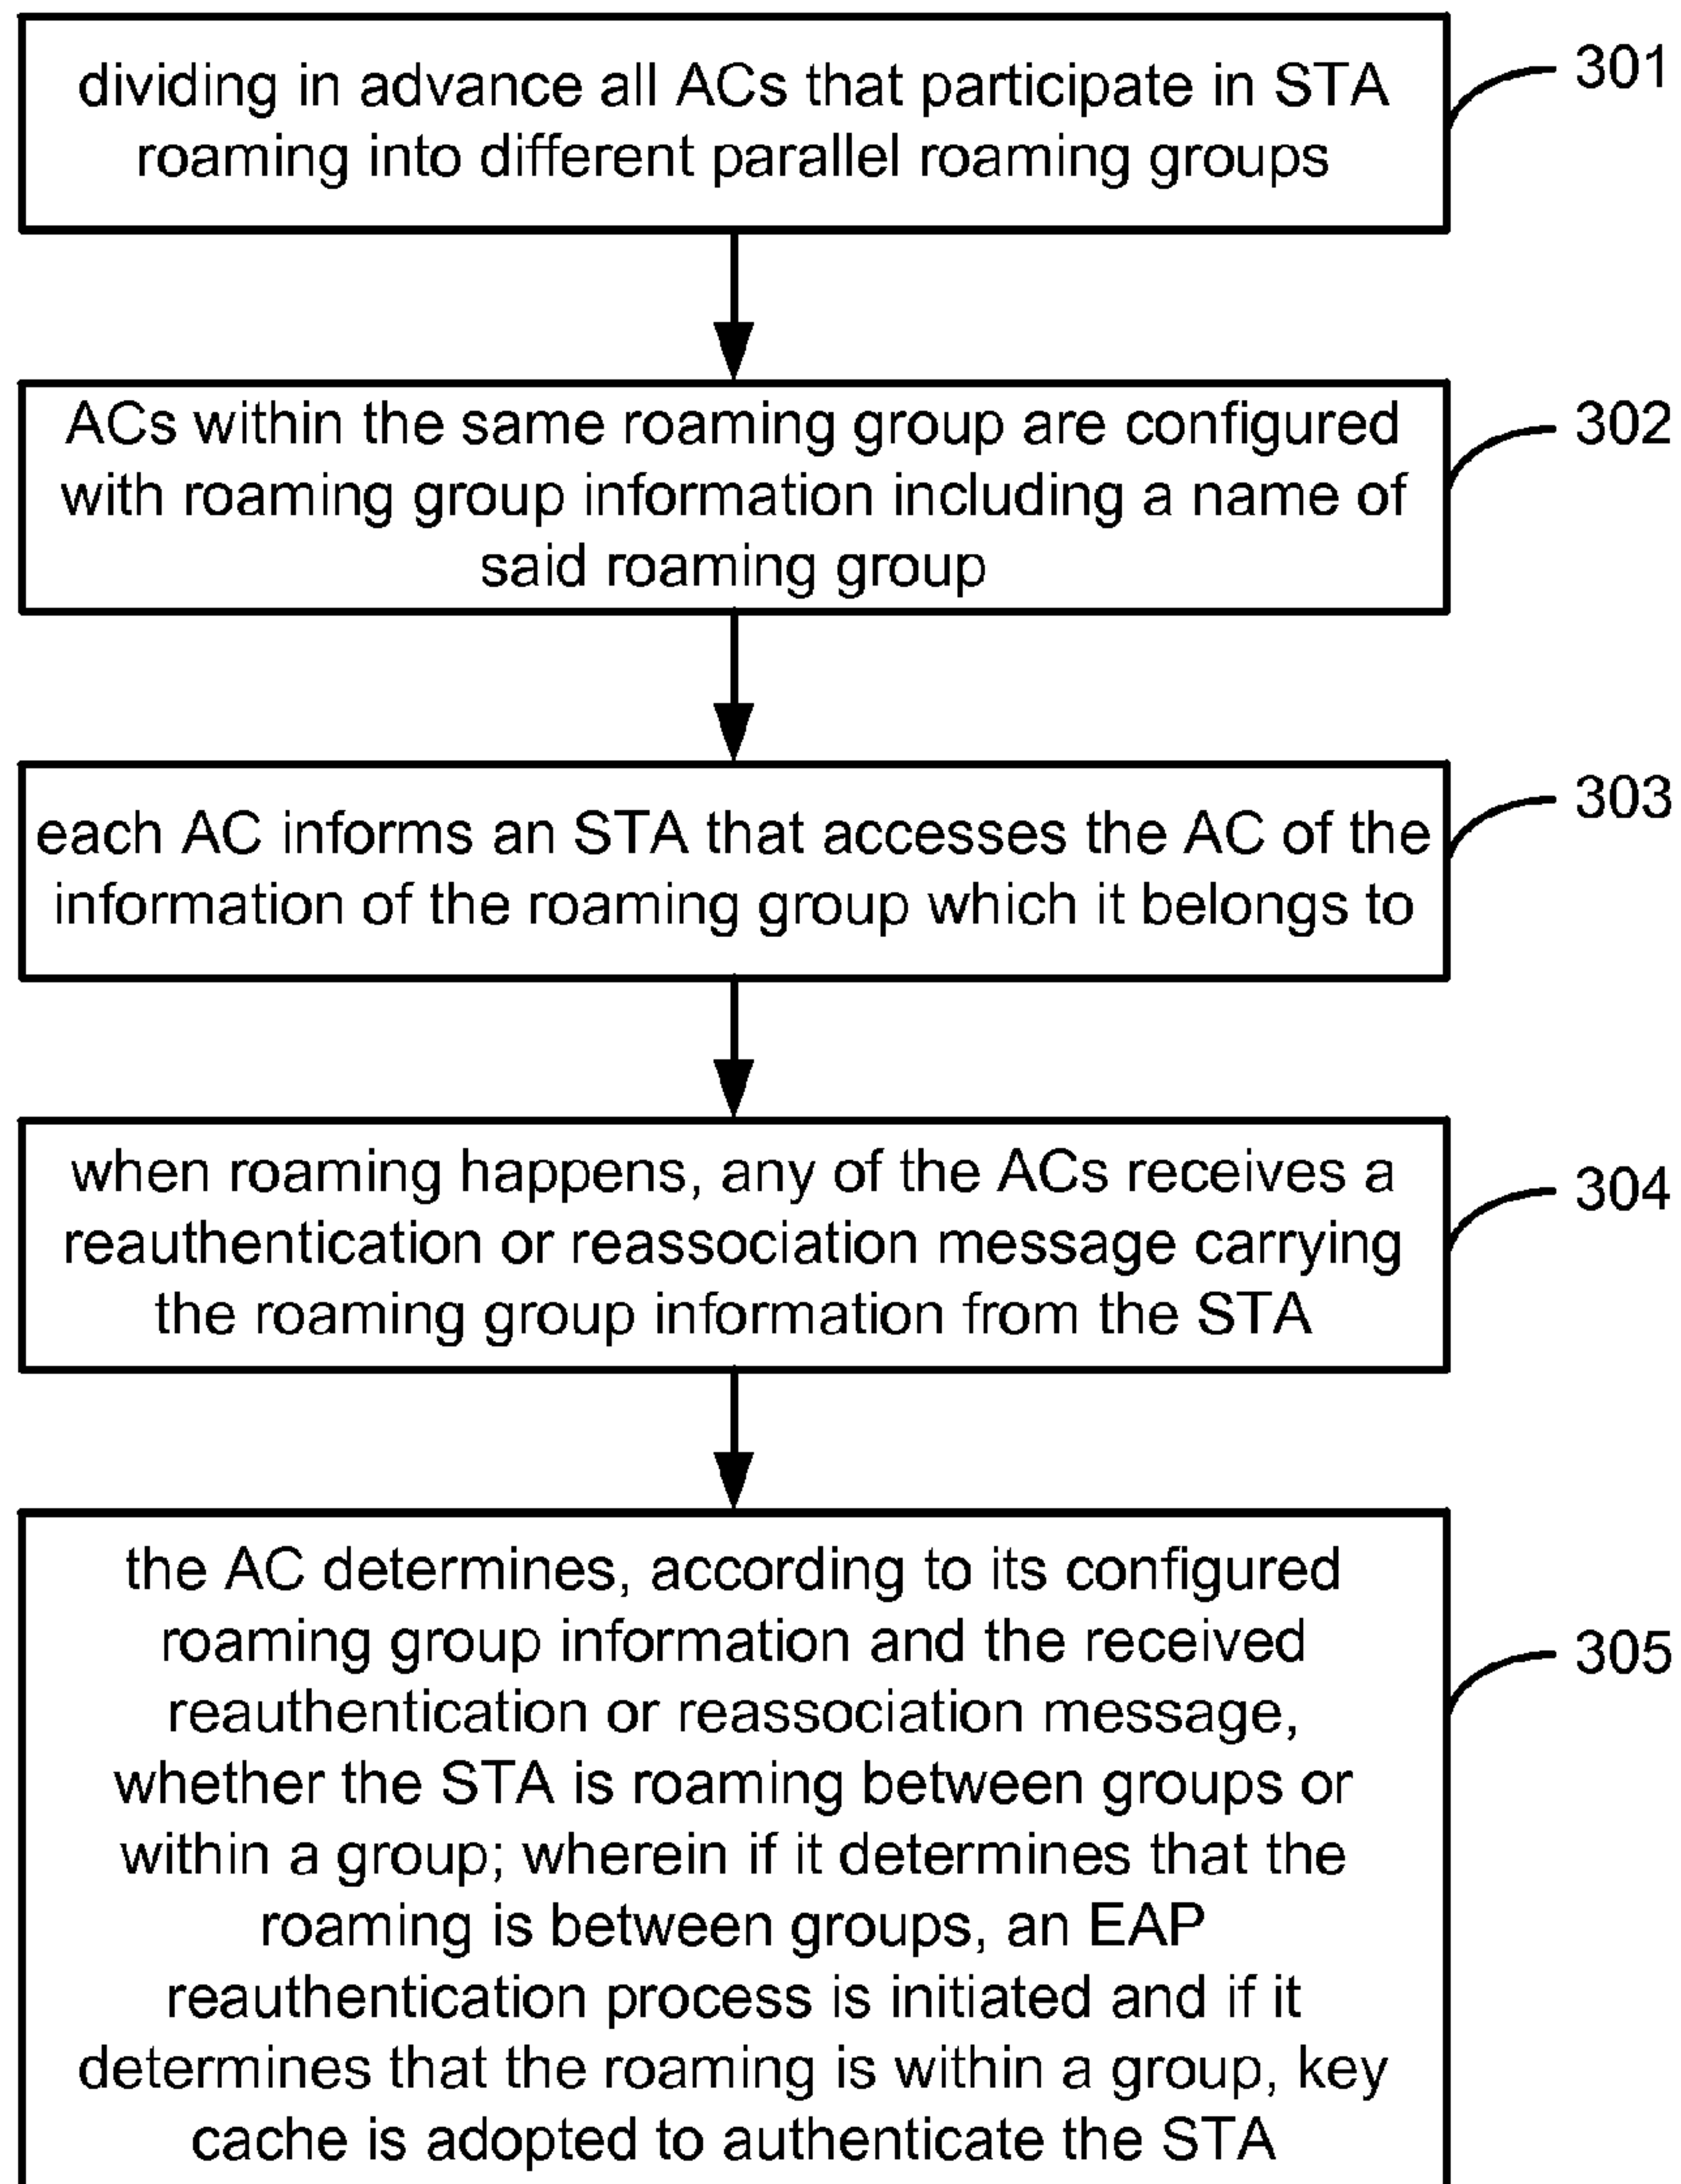 dividing in advance all ACs that participate in STA
roaming into different parallel roaming groups
301
ACs within the same roaming group are configured
with roaming group information including a name of
said roaming group
302
each AC informs an STA that accesses the AC of the
information of the roaming group which it belongs to
303
when roaming happens, any of the ACs receives a
reauthentication or reassociation message carrying
the roaming group information from the STA
304
the AC determines, according to its configured
roaming group information and the received
reauthentication or reassociation message,
whether the STA is roaming between groups or
within a group; wherein if it determines that the
roaming is between groups, an EAP
reauthentication process is initiated and if it
determines that the roaming is within a group, key
cache is adopted to authenticate the STA
305